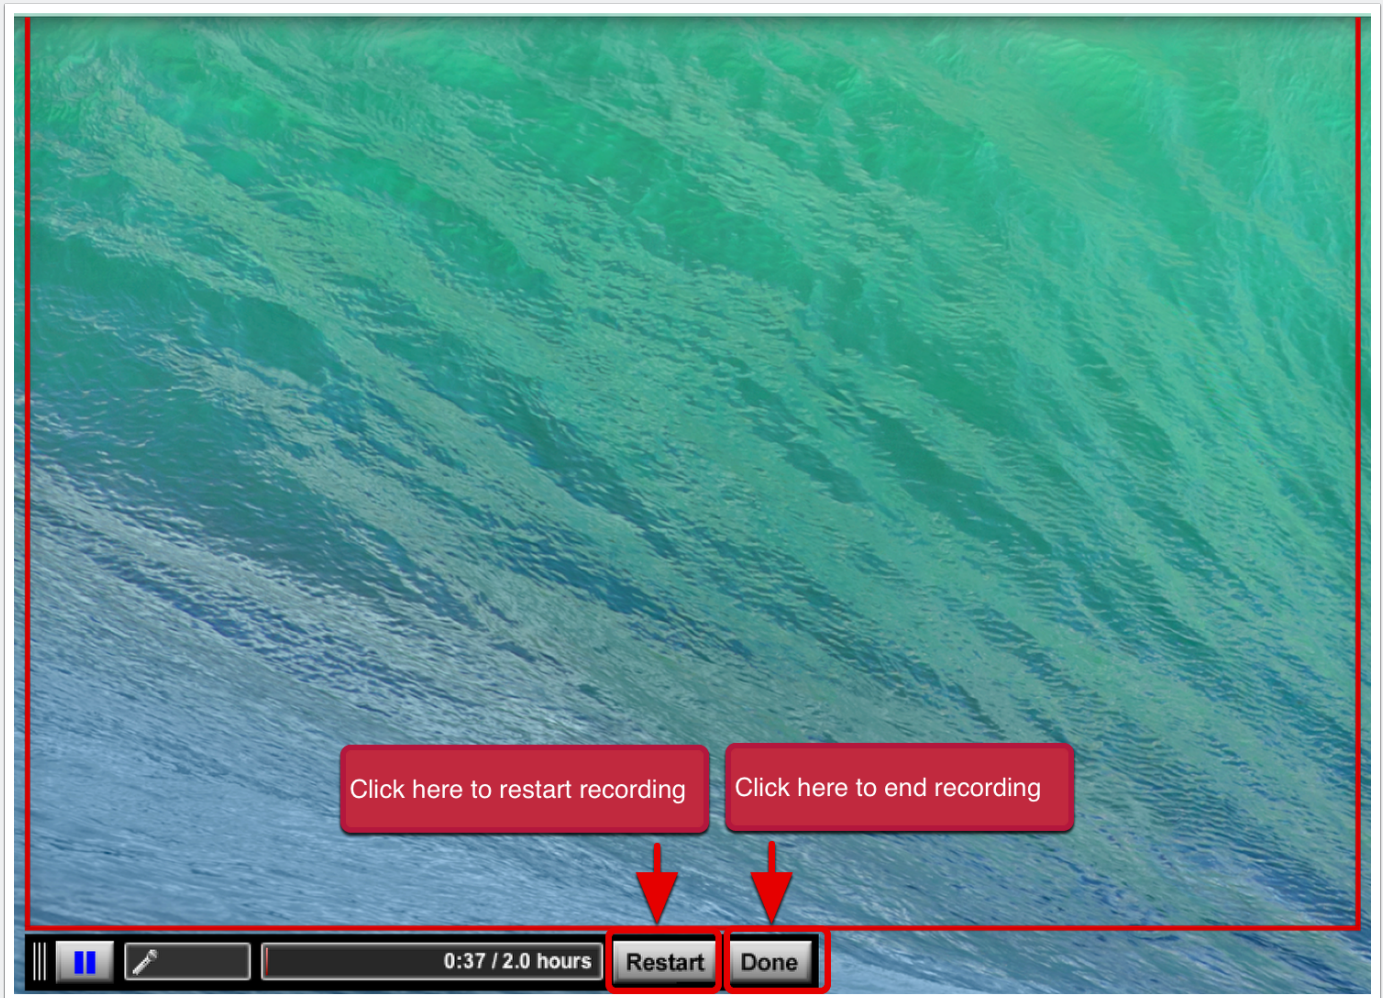 Click here to restart recording
Click here to end recording
0:37 / 2.0 hours
Restart
Done